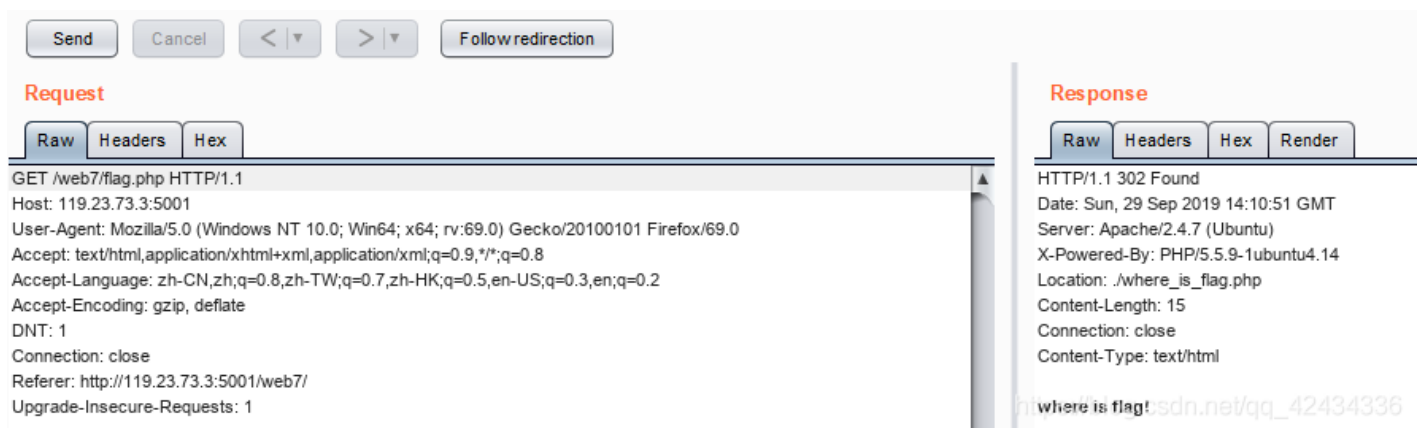 Send Cancel < ▼ > ▼ Follow redirection
Request
Raw Headers Hex
GET /web7/flag.php HTTP/1.1
Host: 119.23.73.3:5001
User-Agent: Mozilla/5.0 (Windows NT 10.0; Win64; x64; rv:69.0) Gecko/20100101 Firefox/69.0
Accept: text/html,application/xhtml+xml,application/xml;q=0.9,*/*;q=0.8
Accept-Language: zh-CN,zh;q=0.8,zh-TW;q=0.7,zh-HK;q=0.5,en-US;q=0.3,en;q=0.2
Accept-Encoding: gzip, deflate
DNT: 1
Connection: close
Referer: http://119.23.73.3:5001/web7/
Upgrade-Insecure-Requests: 1
Response
Raw Headers Hex Render
HTTP/1.1 302 Found
Date: Sun, 29 Sep 2019 14:10:51 GMT
Server: Apache/2.4.7 (Ubuntu)
X-Powered-By: PHP/5.5.9-1ubuntu4.14
Location: ./where_is_flag.php
Content-Length: 15
Connection: close
Content-Type: text/html
where is flag!
https://blog.csdn.net/qq_42434336